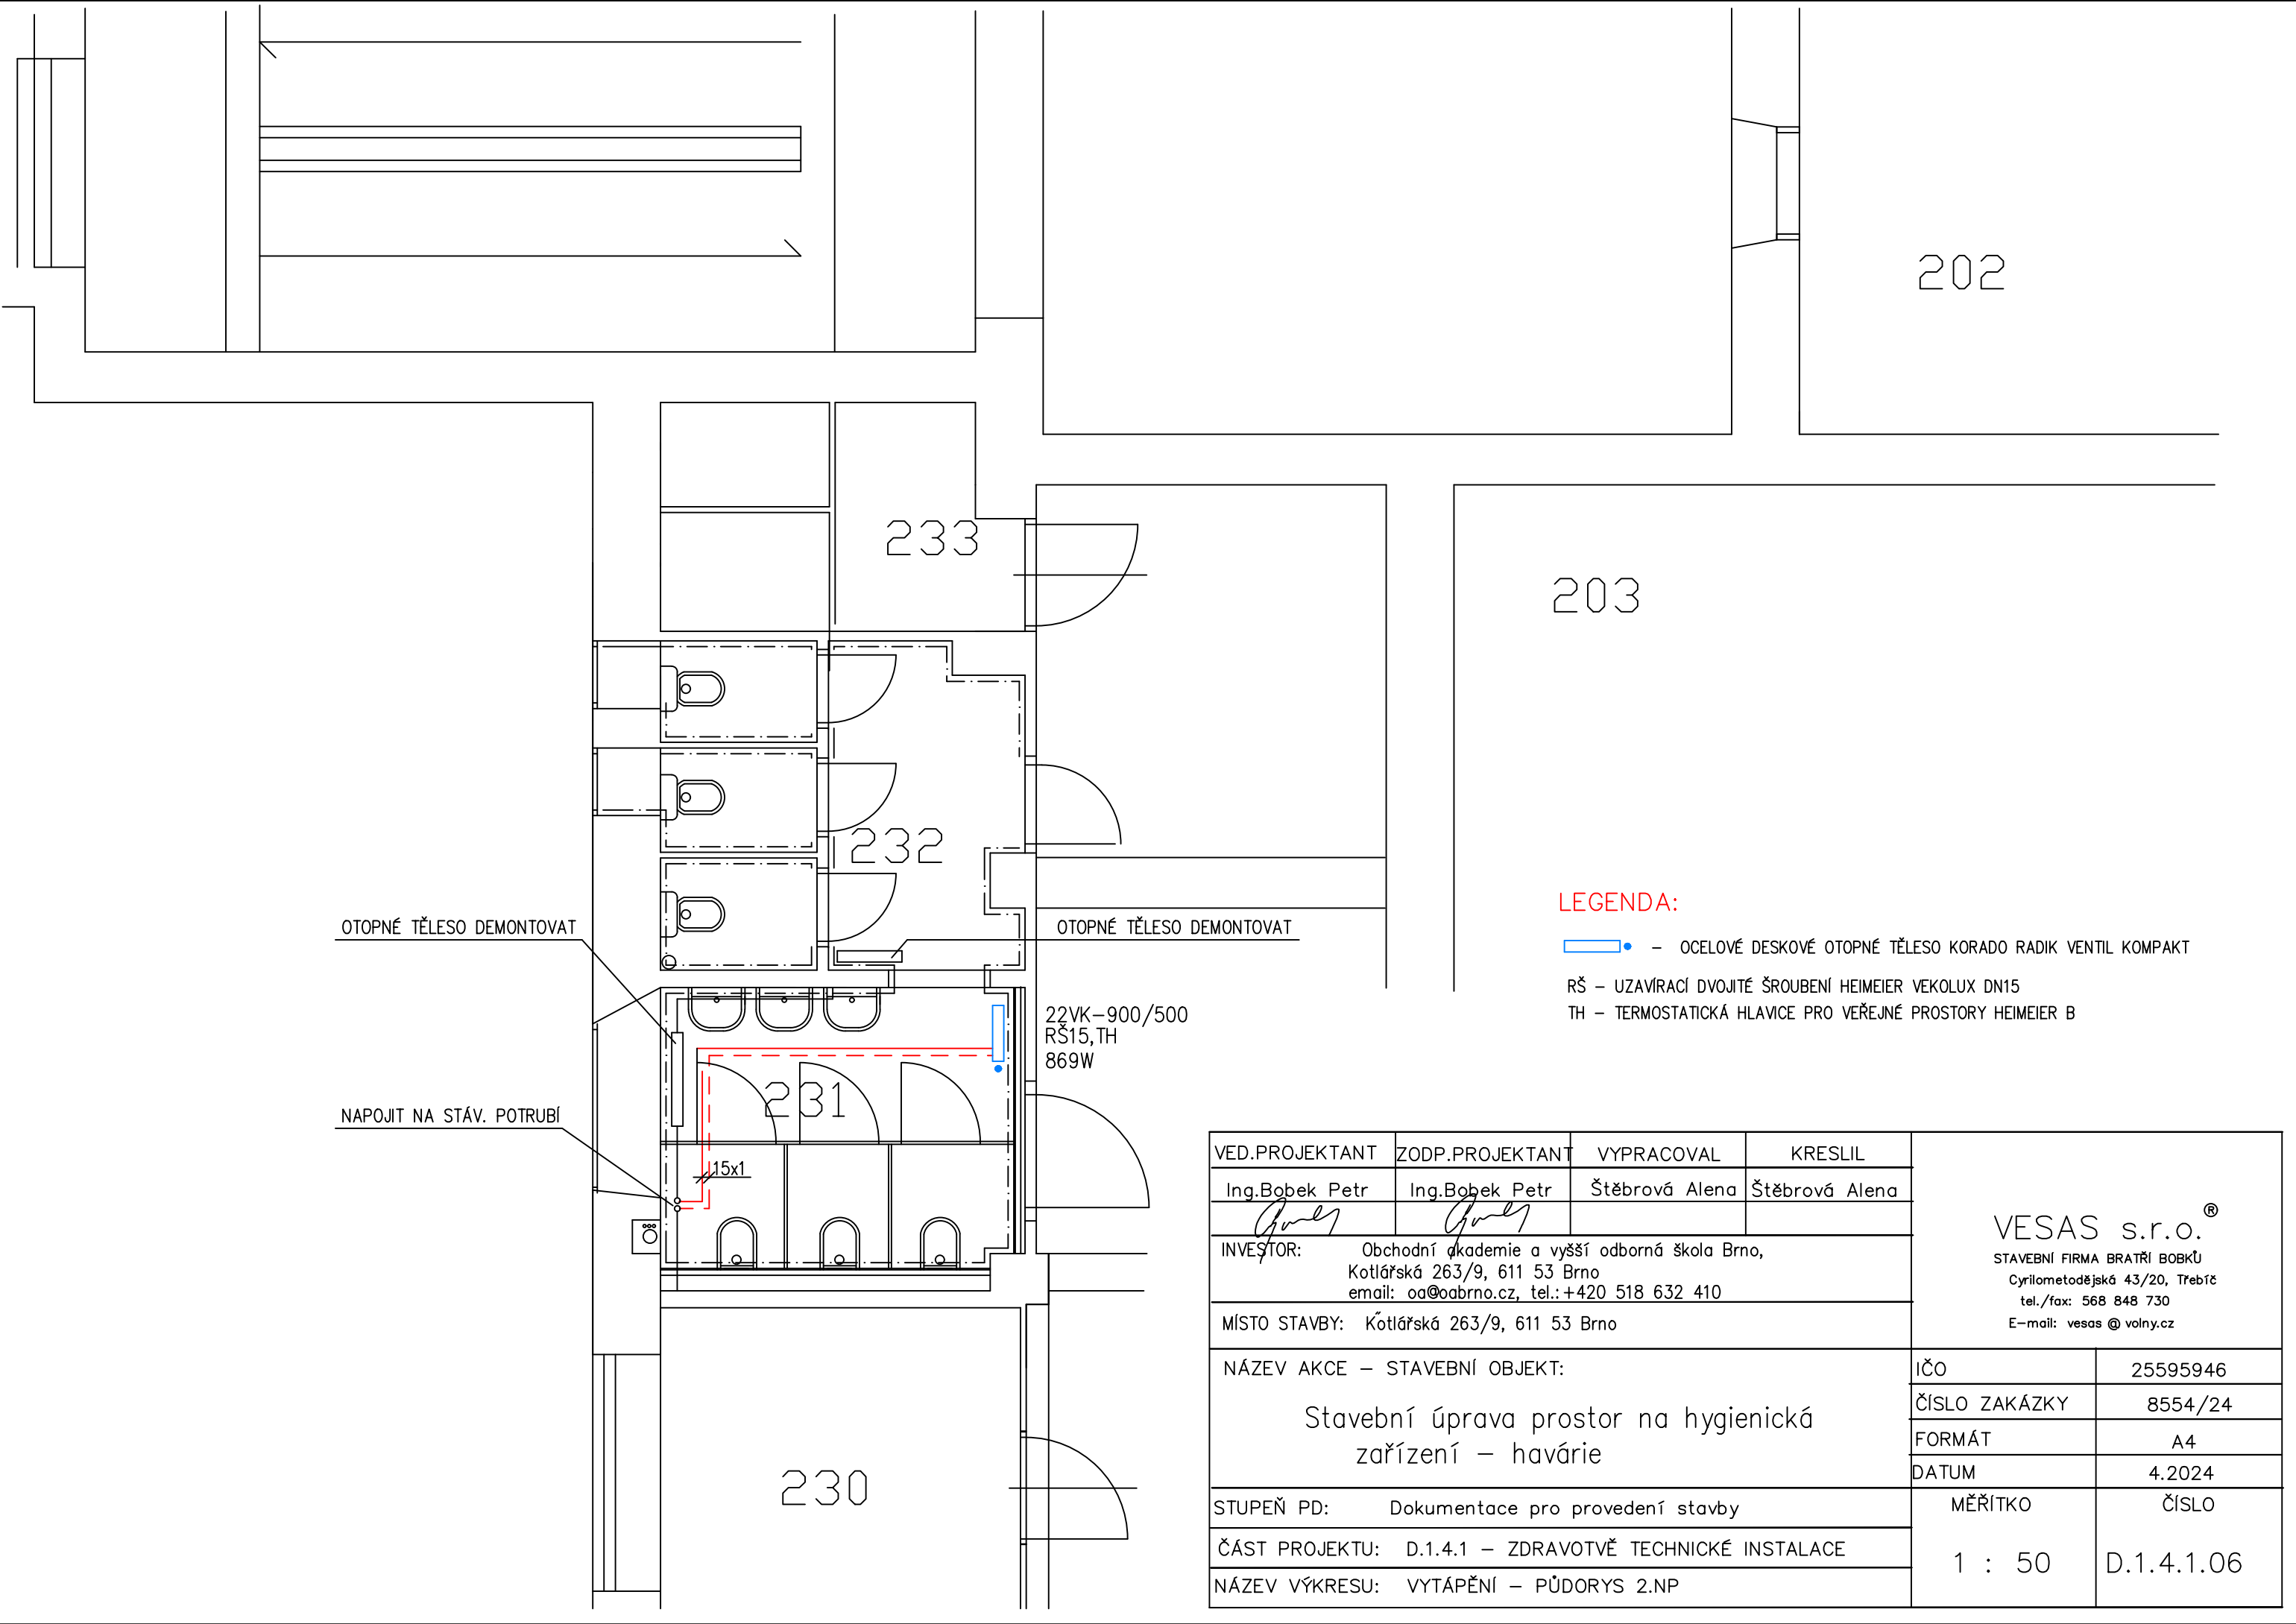 202
233
203
232
OTOPNÉ TĚLESO DEMONTOVAT
OTOPNÉ TĚLESO DEMONTOVAT
LEGENDA:
– OCELOVÉ DESKOVÉ OTOPNÉ TĚLESO KORADO RADIK VENTIL KOMPAKT
RŠ – UZAVÍRACÍ DVOJITÉ ŠROUBENÍ HEIMEIER VEKOLUX DN15
TH – TERMOSTATICKÁ HLAVICE PRO VEŘEJNÉ PROSTORY HEIMEIER B
22VK–900/500
RŠ15,TH
869W
231
NAPOJIT NA STÁV. POTRUBÍ
15x1
230
VED.PROJEKTANT ZODP.PROJEKTANT VYPRACOVAL KRESLIL
Ing.Bobek Petr Ing.Bobek Petr Štěbrová Alena Štěbrová Alena
INVESTOR: Obchodní akademie a vyšší odborná škola Brno,
Kotlářská 263/9, 611 53 Brno
email: oa@oabrno.cz, tel.:+420 518 632 410
MÍSTO STAVBY: Kotlářská 263/9, 611 53 Brno
VESAS s.r.o.®
STAVEBNÍ FIRMA BRATŘÍ BOBKŮ
Cyrilometodějská 43/20, Třebíč
tel./fax: 568 848 730
E–mail: vesas @ volny.cz
NÁZEV AKCE – STAVEBNÍ OBJEKT:
Stavební úprava prostor na hygienická
zařízení – havárie
IČO 25595946
ČÍSLO ZAKÁZKY 8554/24
FORMÁT A4
DATUM 4.2024
STUPEŇ PD: Dokumentace pro provedení stavby
ČÁST PROJEKTU: D.1.4.1 – ZDRAVOTVĚ TECHNICKÉ INSTALACE
NÁZEV VÝKRESU: VYTÁPĚNÍ – PŮDORYS 2.NP
MĚŘÍTKO ČÍSLO
1 : 50 D.1.4.1.06